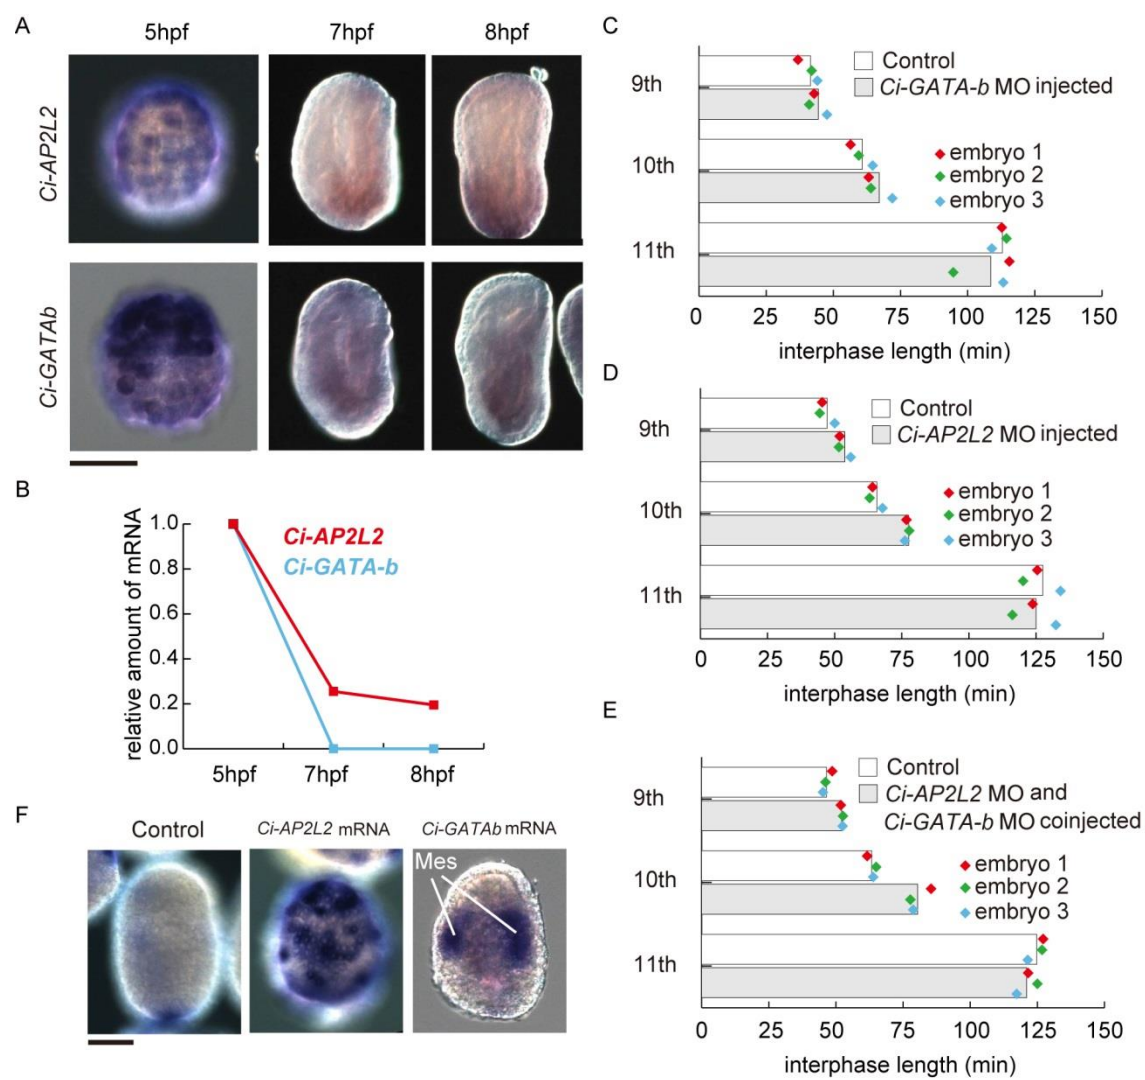 A
5hpf
7hpf
8hpf
Ci-AP2L2
Ci-GATAb
B
relative amount of mRNA
1.0
0.8
0.6
0.4
0.2
0.0
Ci-AP2L2
Ci-GATA-b
5hpf
7hpf
8hpf
F
Control
Ci-AP2L2 mRNA
Ci-GATAb mRNA
Mes
C
Control
Ci-GATA-b MO injected
9th
10th
11th
embryo 1
embryo 2
embryo 3
0 25 50 75 100 125 150
interphase length (min)
D
Control
Ci-AP2L2 MO injected
9th
10th
11th
embryo 1
embryo 2
embryo 3
0 25 50 75 100 125 150
interphase length (min)
E
Control
Ci-AP2L2 MO and
Ci-GATA-b MO coinjected
9th
10th
11th
embryo 1
embryo 2
embryo 3
0 25 50 75 100 125 150
interphase length (min)